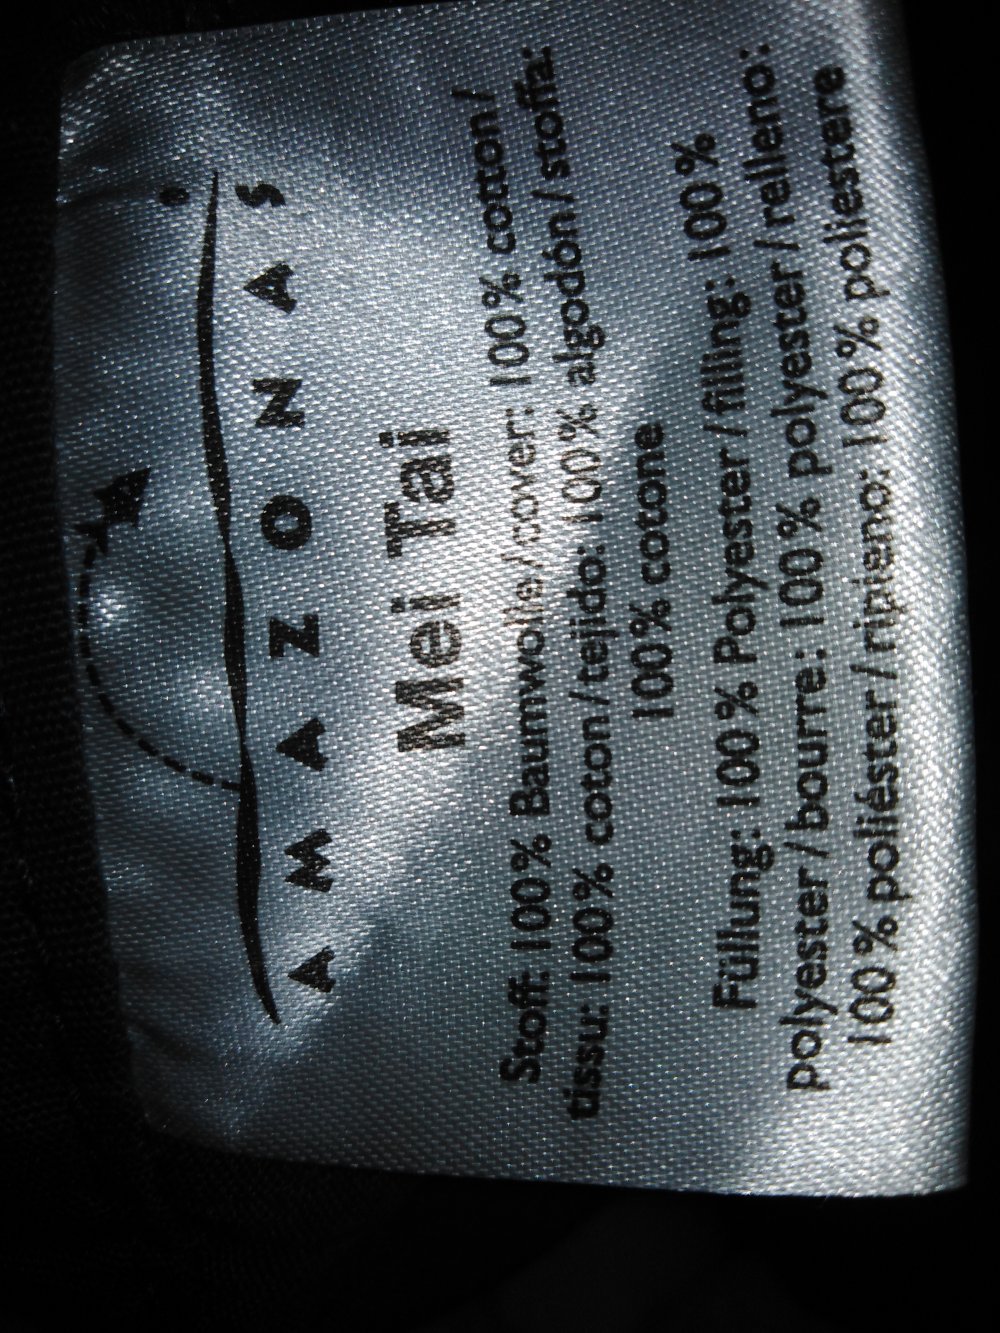 AMAZONAS
Mei Tai
Stoff: 100% Baumwolle/cover: 100% cotton/
tissu: 100% coton/tejido: 100% algodón/stoffa:
100% cotone
Füllung: 100% Polyester/filling: 100%
polyester/bourre: 100% polyester/relleno:
100% poliéster/ripieno: 100% poliestere